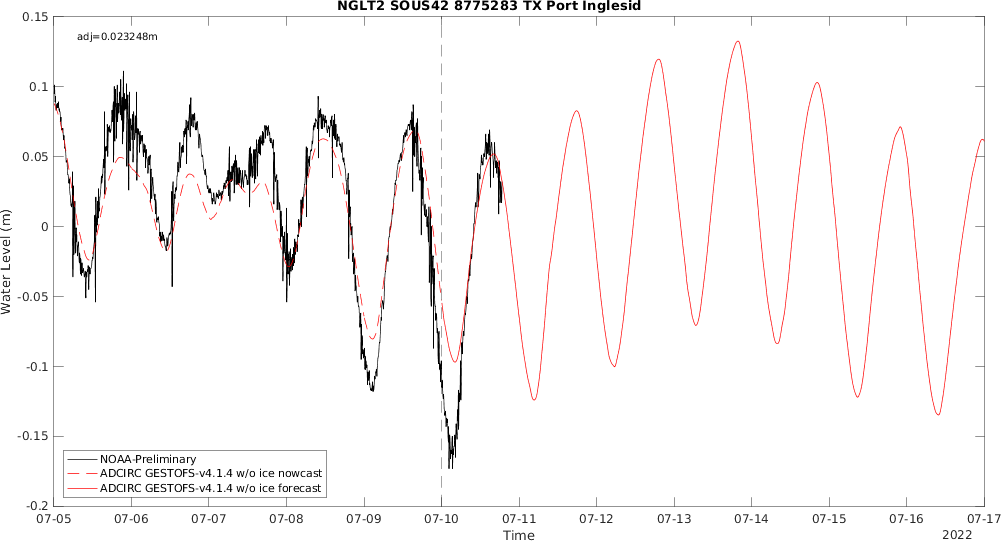 NGLT2 SOUS42 8775283 TX Port Inglesid
adj=0.023248m
0.15
0.1
0.05
0
-0.05
-0.1
-0.15
-0.2
Water Level (m)
NOAA-Preliminary
ADCIRC GESTOFS-v4.1.4 w/o ice nowcast
ADCIRC GESTOFS-v4.1.4 w/o ice forecast
07-05 07-06 07-07 07-08 07-09 07-10 07-11 07-12 07-13 07-14 07-15 07-16 07-17
Time
2022